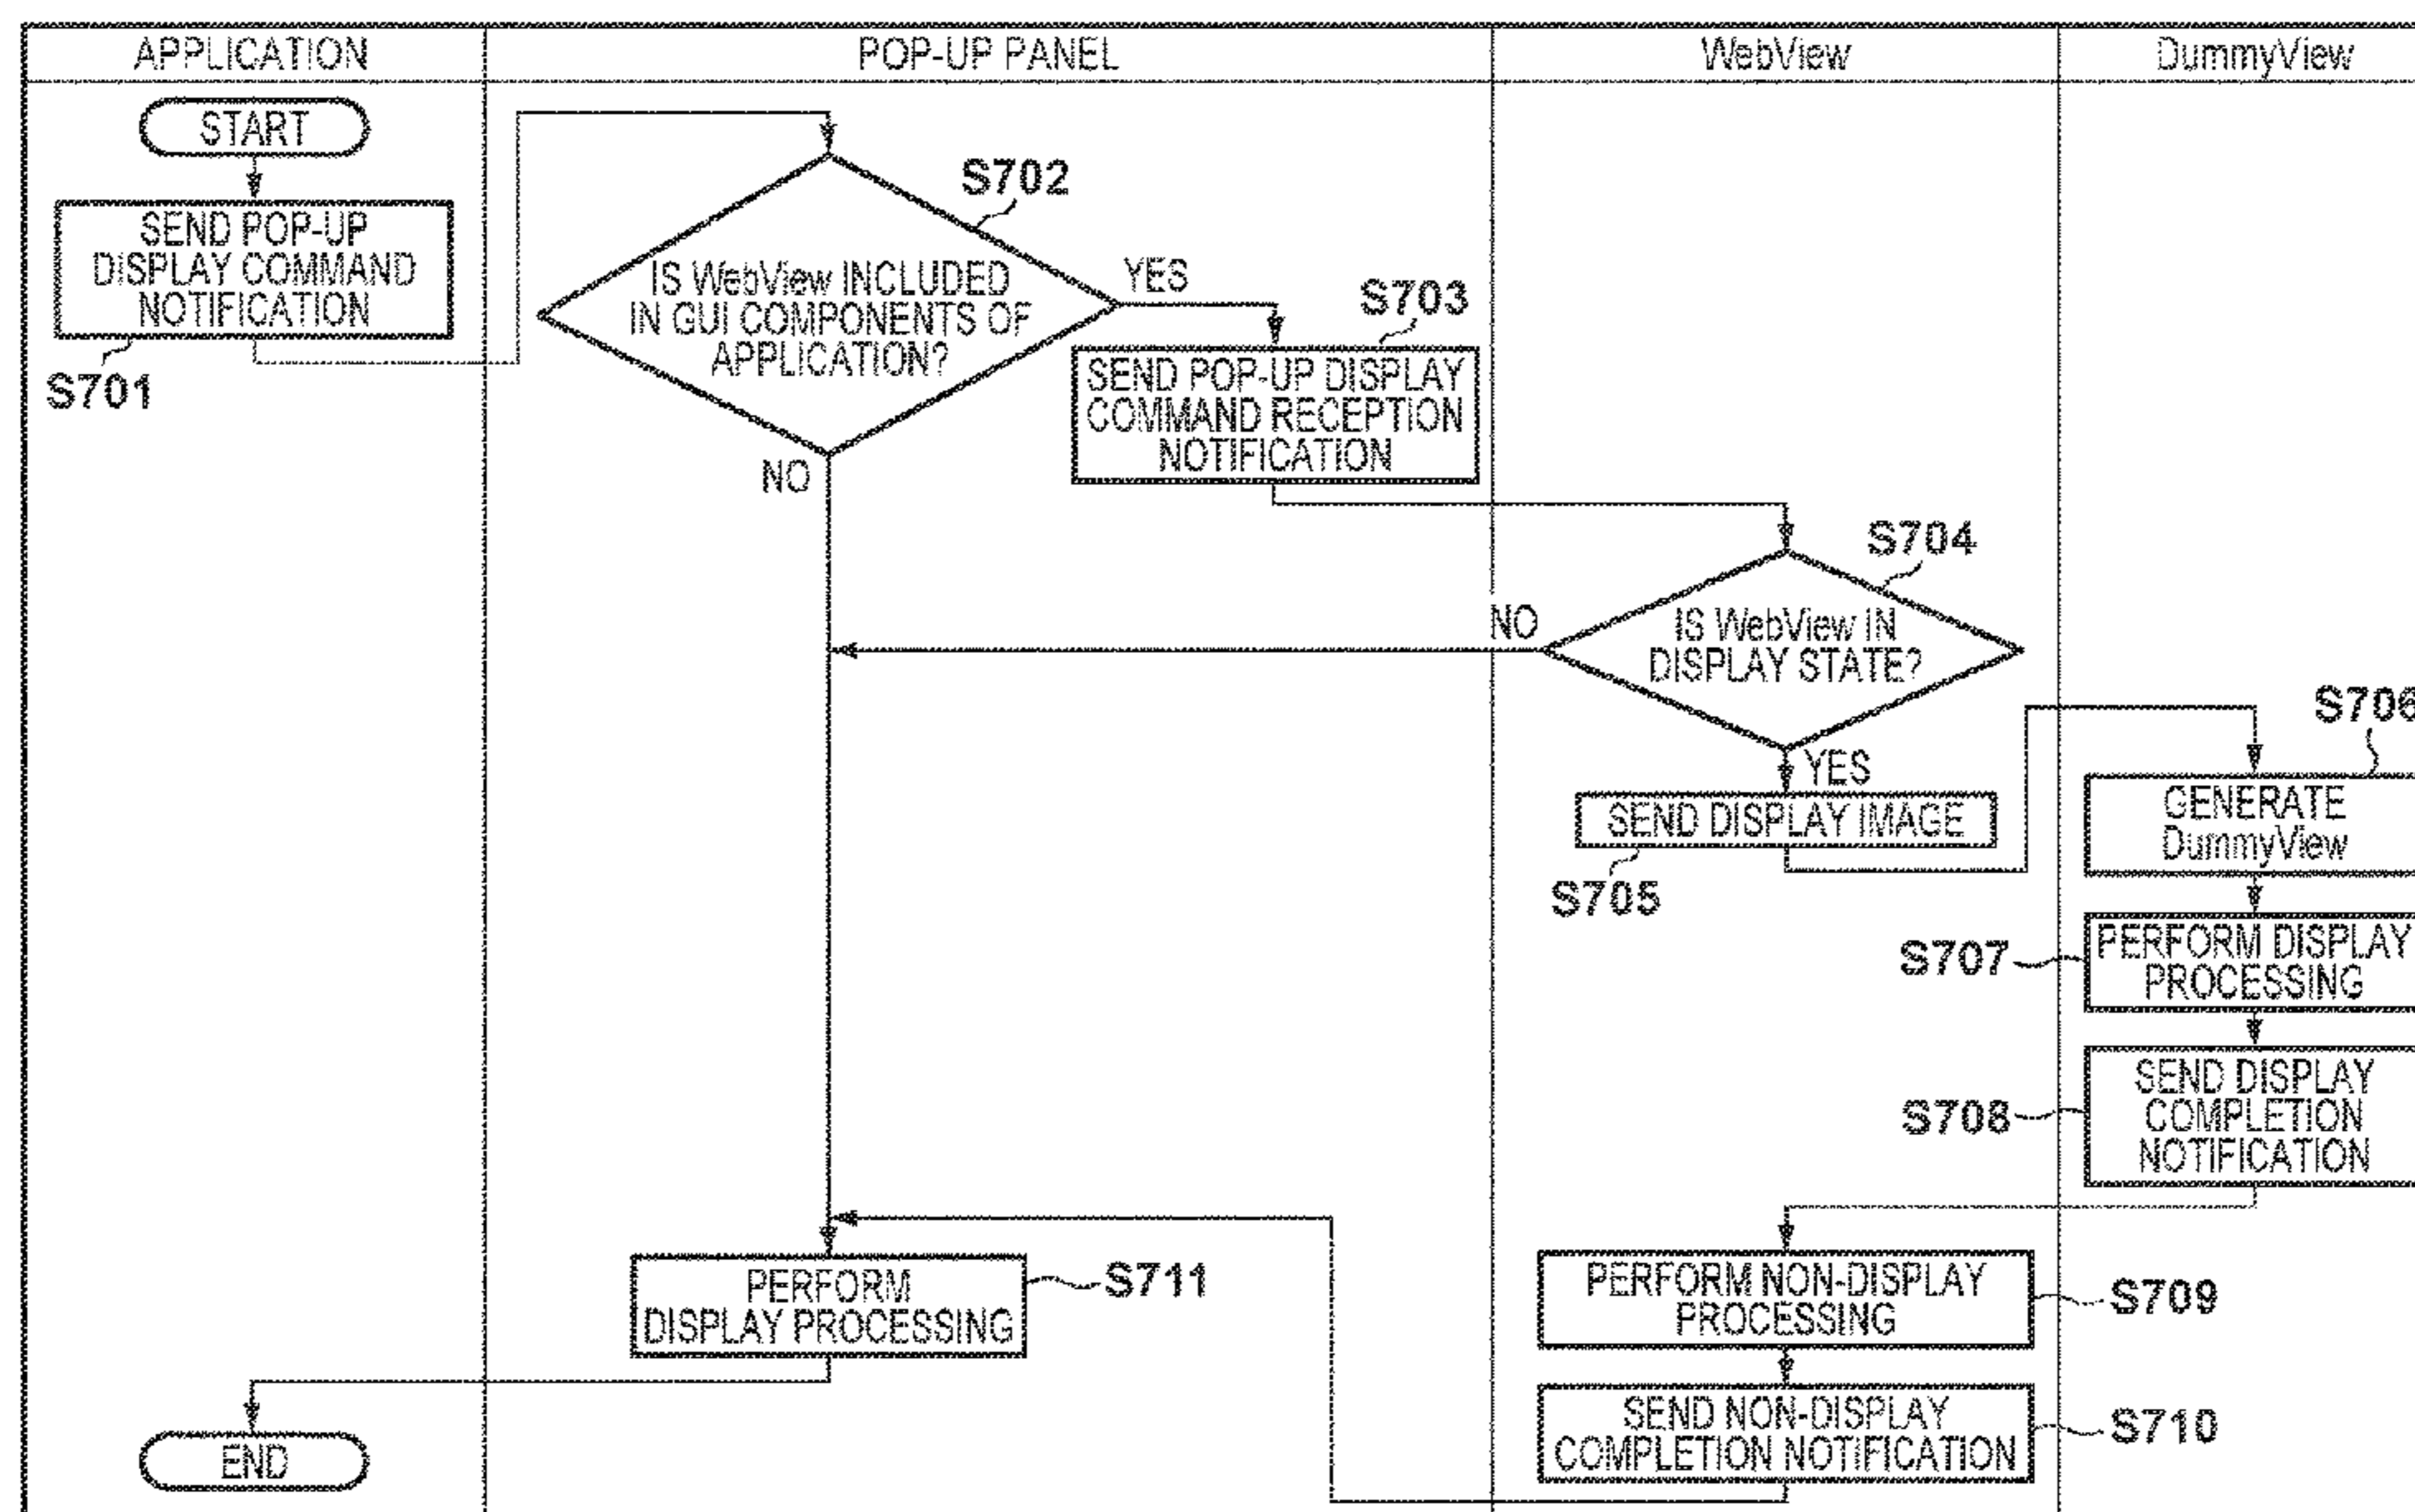 APPLICATION
POP-UP PANEL
WebView
DummyView
START
SEND POP-UP
DISPLAY COMMAND
NOTIFICATION
S701
S702
IS WebView INCLUDED
IN GUI COMPONENTS OF
APPLICATION?
YES
NO
S703
SEND POP-UP DISPLAY
COMMAND RECEPTION
NOTIFICATION
S704
IS WebView IN
DISPLAY STATE?
NO
YES
SEND DISPLAY IMAGE
S705
S706
GENERATE
DummyView
S707
PERFORM DISPLAY
PROCESSING
S708
SEND DISPLAY
COMPLETION
NOTIFICATION
PERFORM NON-DISPLAY
PROCESSING
S709
SEND NON-DISPLAY
COMPLETION NOTIFICATION
S710
PERFORM
DISPLAY PROCESSING
S711
END